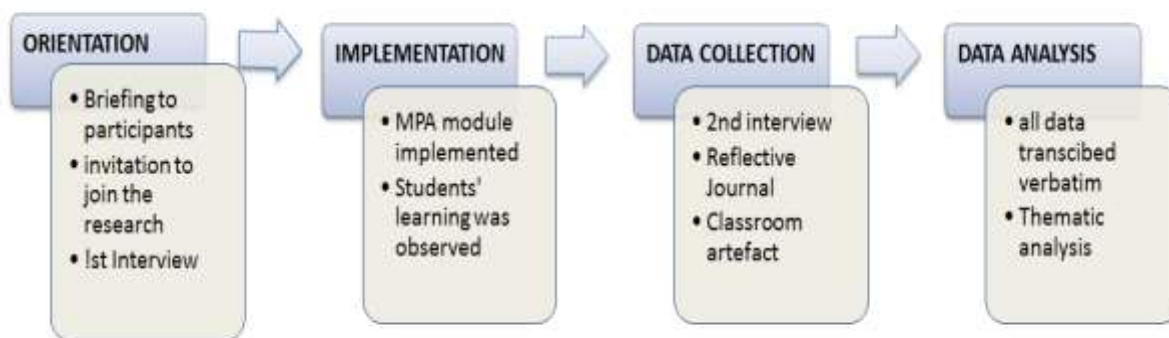 ORIENTATION
• Briefing to
participants
• invitation to
join the
research
• !st Interview
IMPLEMENTATION
• MPA module
implemented
• Students'
learning was
observed
DATA COLLECTION
• 2nd interview
• Reflective
Journal
• Classroom
artefact
DATA ANALYSIS
• all data
transcibed
verbatim
• Thematic
analysis